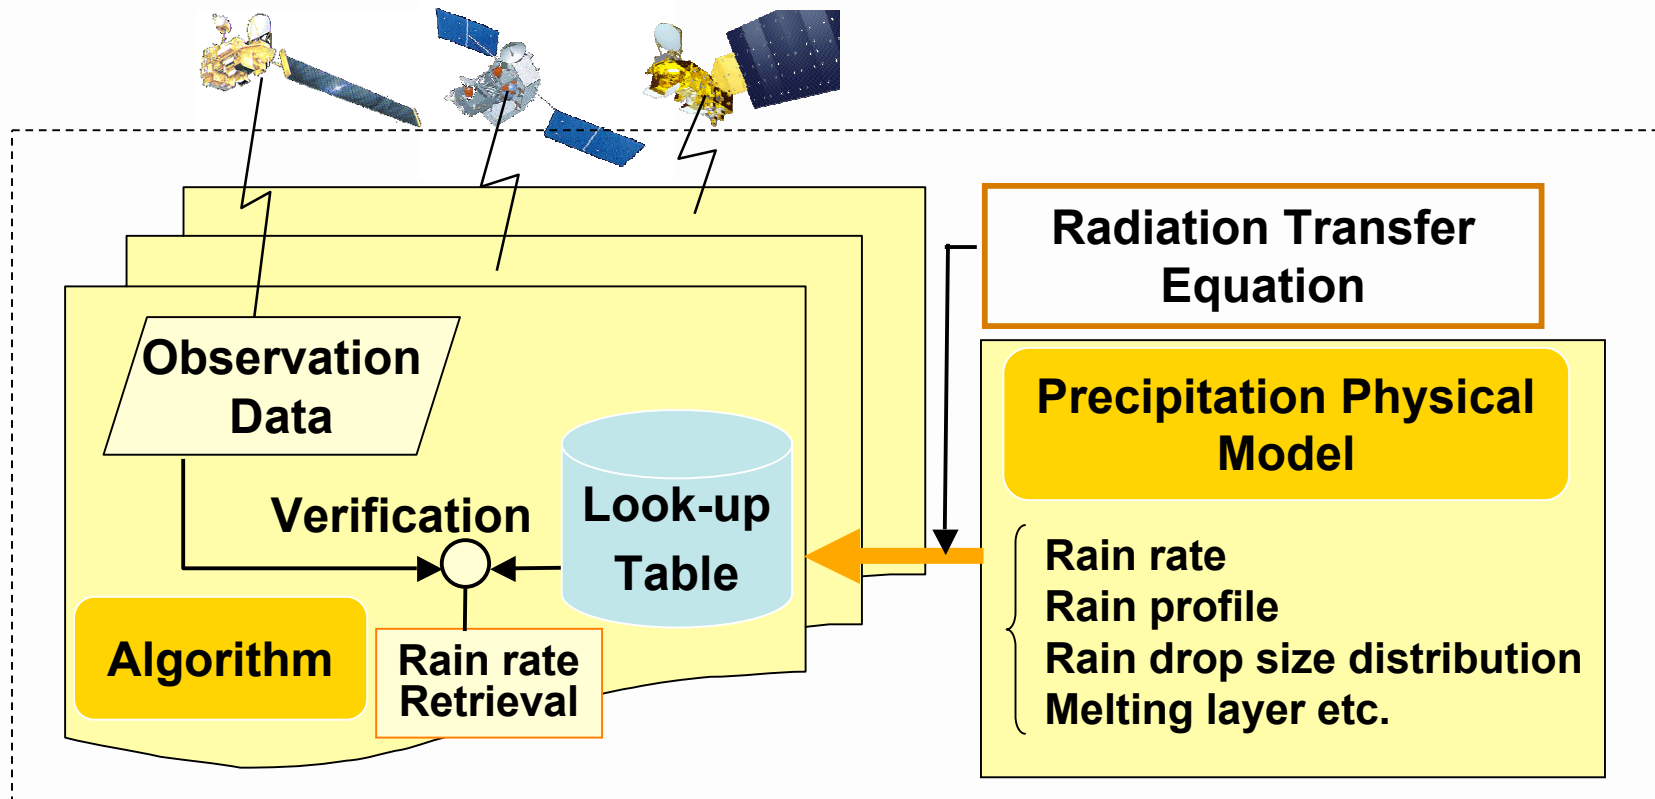 Radiation Transfer
Equation
Observation
Data
Precipitation Physical
Model
Verification
Look-up
Table
Rain rate
Rain profile
Rain drop size distribution
Melting layer etc.
Algorithm
Rain rate
Retrieval